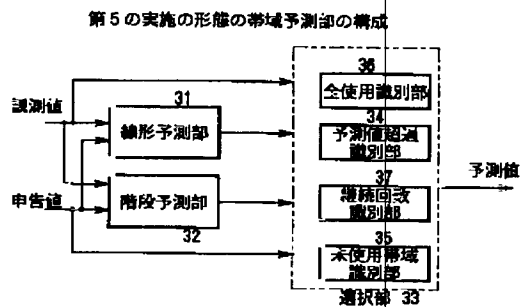 第5の実施の形態の帯域予測部の構成
36
全使用識別部
31
観測値
線形予測部
34
予測値超過
識別部
予測値
37
継続回数
識別部
申告値
階段予測部
32
35
未使用帯域
識別部
選択部 33